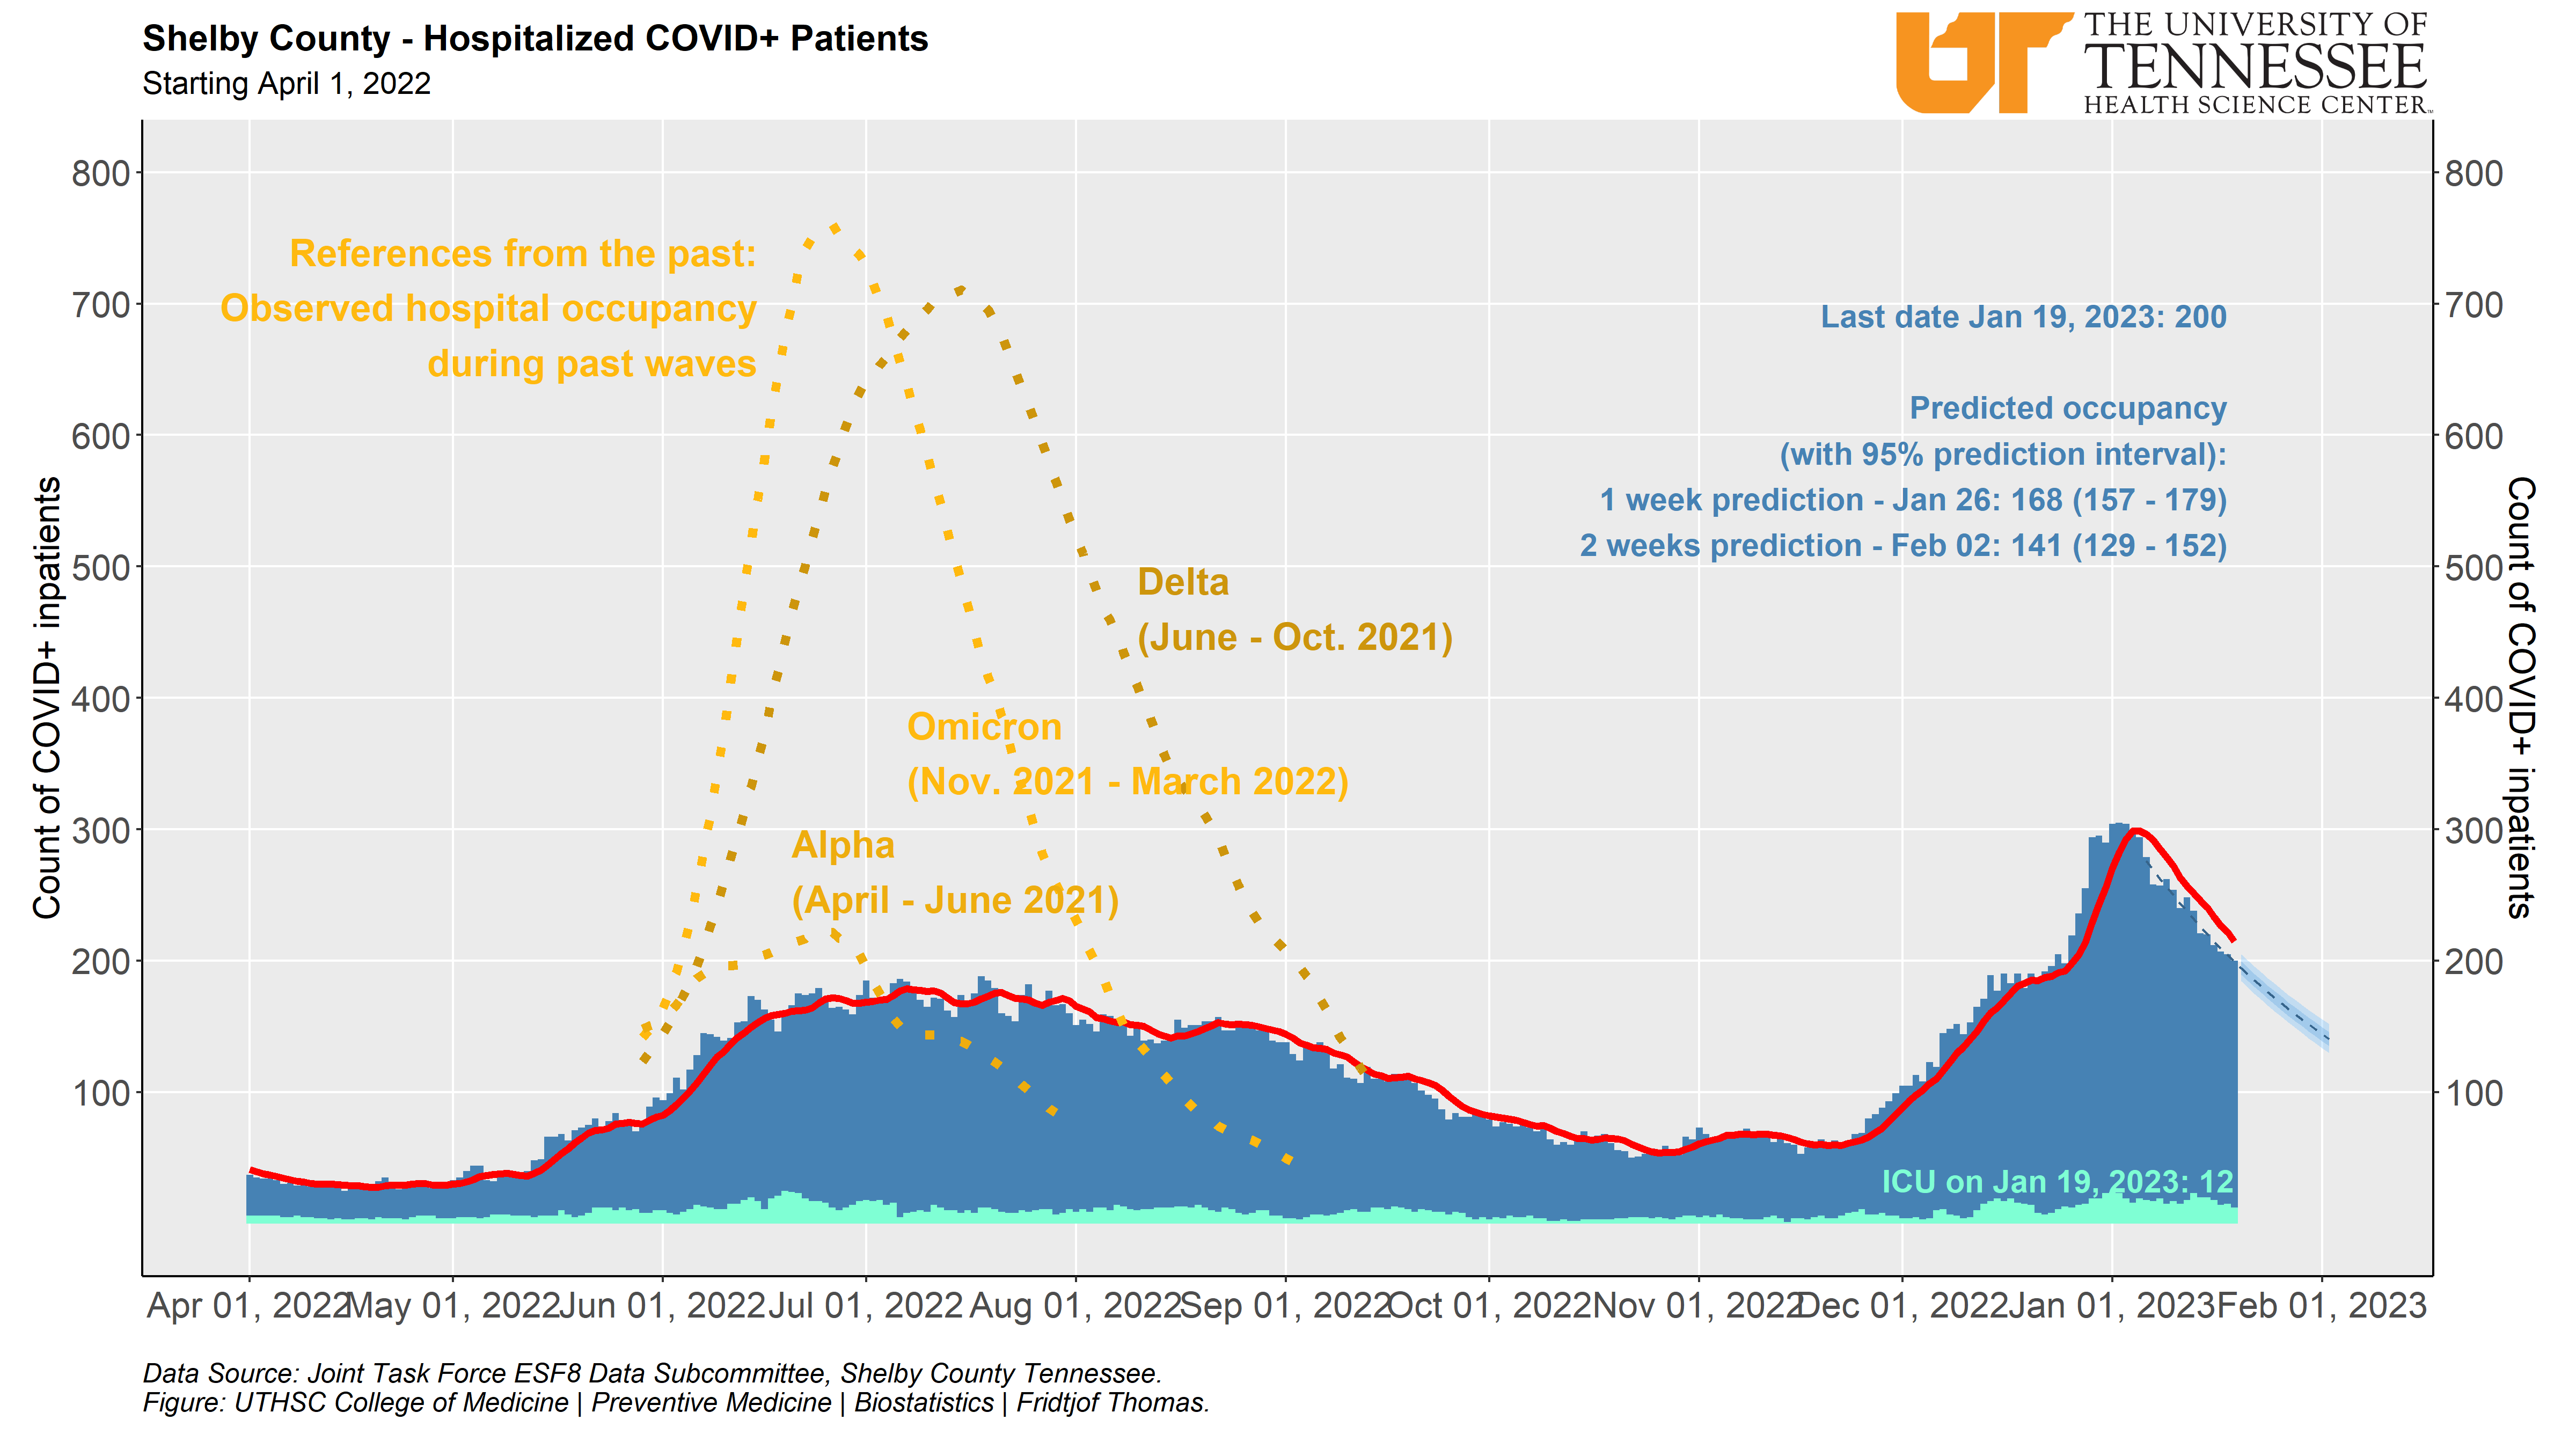 Shelby County - Hospitalized COVID+ Patients
Starting April 1, 2022
THE UNIVERSITY OF
TENNESSEE
HEALTH SCIENCE CENTER™
800
700
600
500
400
300
200
100
Count of COVID+ inpatients
References from the past:
Observed hospital occupancy
during past waves
Last date Jan 19, 2023: 200
Predicted occupancy
(with 95% prediction interval):
1 week prediction - Jan 26: 168 (157 - 179)
2 weeks prediction - Feb 02: 141 (129 - 152)
Delta
(June - Oct. 2021)
Omicron
(Nov. 2021 - March 2022)
Alpha
(April - June 2021)
ICU on Jan 19, 2023: 12
800
700
600
500
400
300
200
100
Count of COVID+ inpatients
Apr 01, 2022 May 01, 2022 Jun 01, 2022 Jul 01, 2022 Aug 01, 2022 Sep 01, 2022 Oct 01, 2022 Nov 01, 2022 Dec 01, 2022 Jan 01, 2023 Feb 01, 2023
Data Source: Joint Task Force ESF8 Data Subcommittee, Shelby County Tennessee.
Figure: UTHSC College of Medicine | Preventive Medicine | Biostatistics | Fridtjof Thomas.